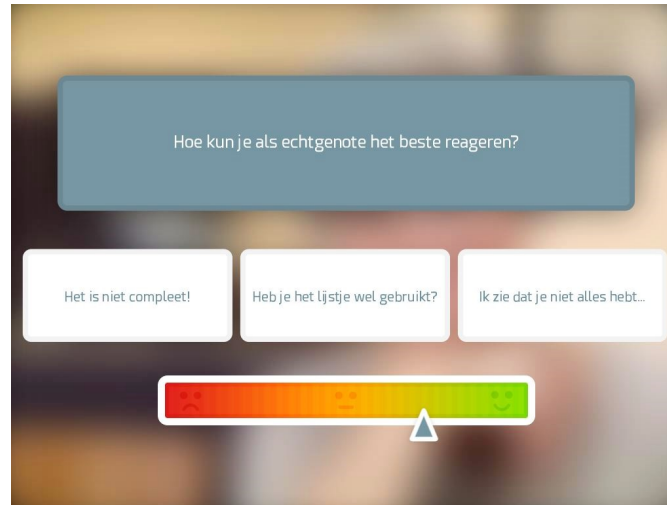 Hoe kun je als echtgenote het beste reageren?
Het is niet compleet!
Heb je het lijstje wel gebruikt?
Ik zie dat je niet alles hebt...